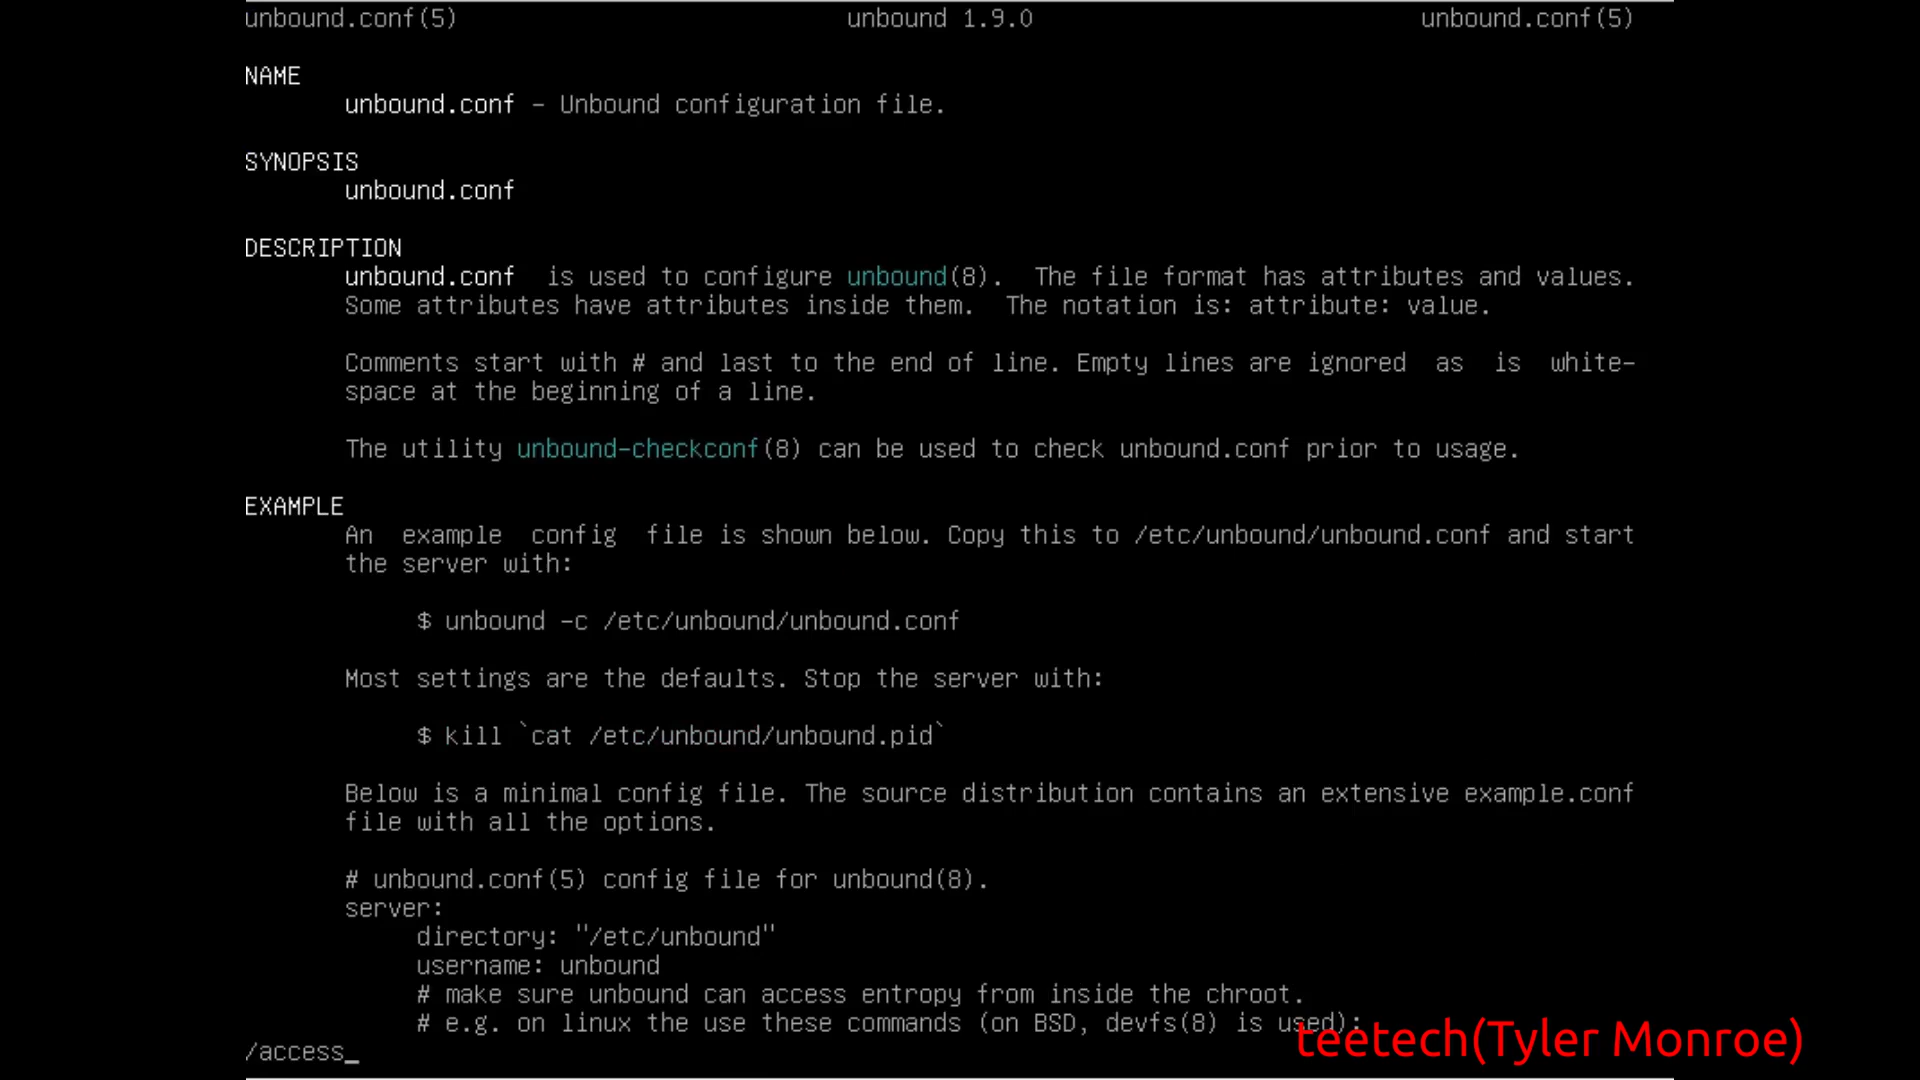 unbound.conf(5) unbound 1.9.0 unbound.conf(5)
NAME
unbound.conf - Unbound configuration file.
SYNOPSIS
unbound.conf
DESCRIPTION
unbound.conf is used to configure unbound(8). The file format has attributes and values.
Some attributes have attributes inside them. The notation is: attribute: value.
Comments start with # and last to the end of line. Empty lines are ignored as is white-
space at the beginning of a line.
The utility unbound-checkconf(8) can be used to check unbound.conf prior to usage.
EXAMPLE
An example config file is shown below. Copy this to /etc/unbound/unbound.conf and start
the server with:
$ unbound -c /etc/unbound/unbound.conf
Most settings are the defaults. Stop the server with:
$ kill `cat /etc/unbound/unbound.pid`
Below is a minimal config file. The source distribution contains an extensive example.conf
file with all the options.
# unbound.conf(5) config file for unbound(8).
server:
directory: "/etc/unbound"
username: unbound
# make sure unbound can access entropy from inside the chroot.
# e.g. on linux the use these commands (on BSD, devfs(8) is used):
/access_
teetech(Tyler Monroe)